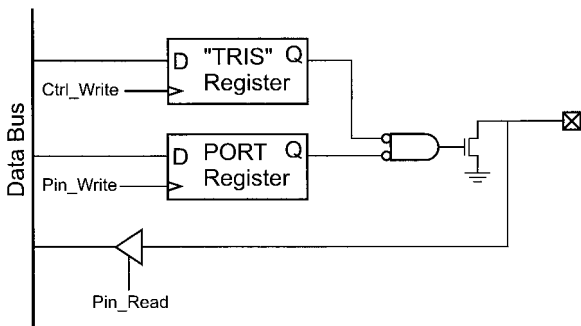 D "TRIS" Q
Register
Ctrl_Write
D PORT Q
Register
Pin_Write
Data Bus
Pin_Read